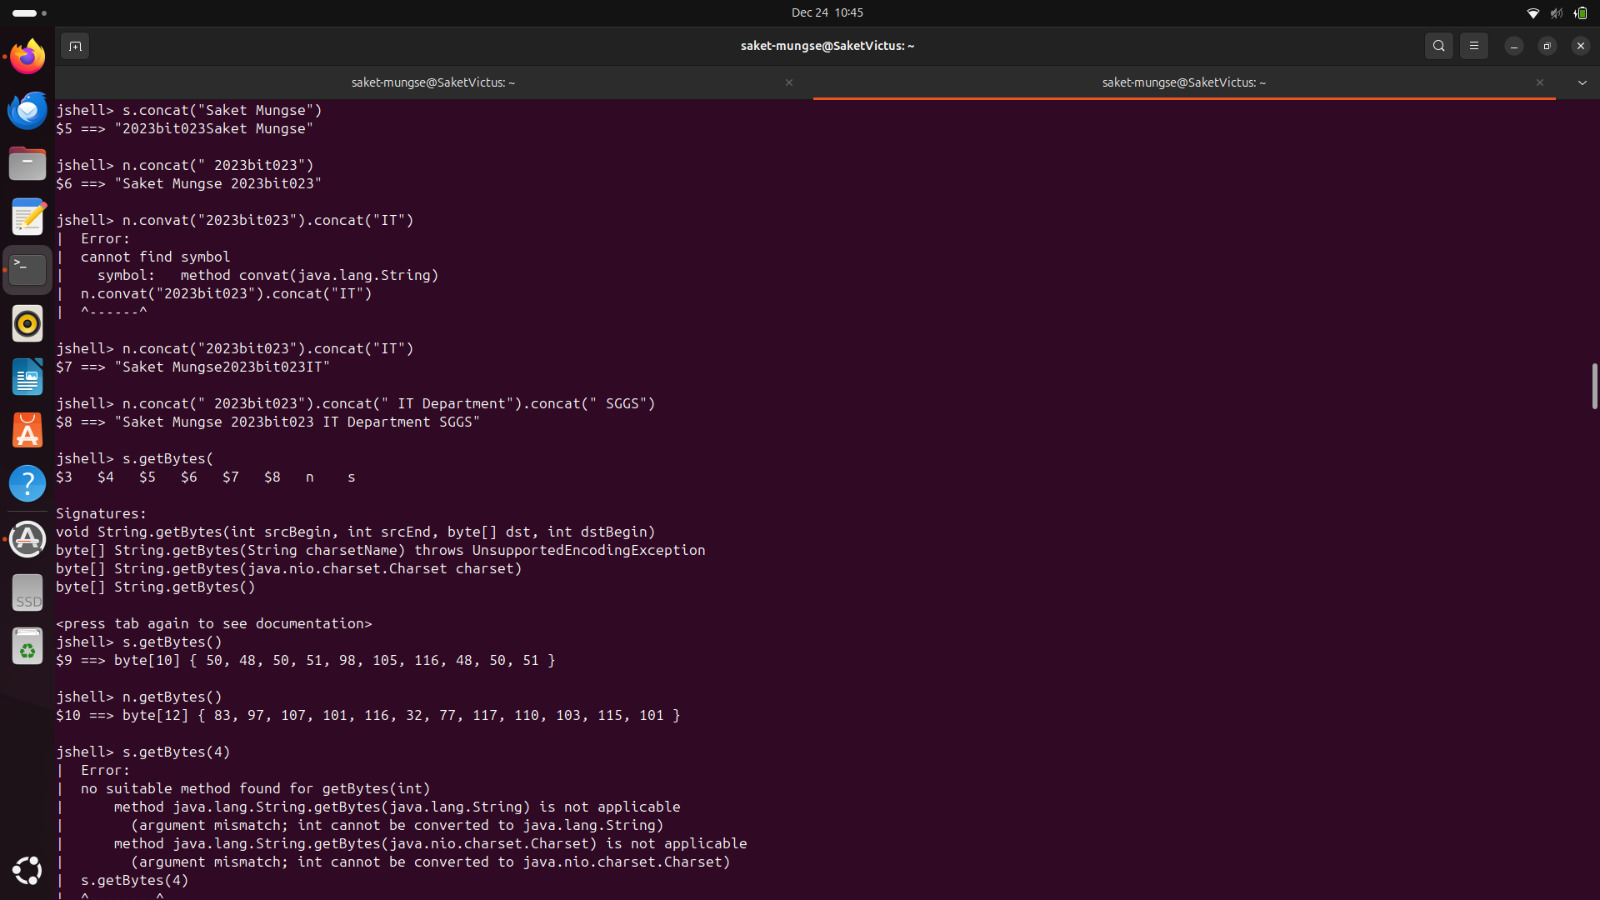 Dec 24 10:45
saket-mungse@SaketVictus: ~
saket-mungse@SaketVictus: ~
saket-mungse@SaketVictus: ~
jshell> s.concat("Saket Mungse")
$5 ==> "2023bit023Saket Mungse"
jshell> n.concat(" 2023bit023")
$6 ==> "Saket Mungse 2023bit023"
jshell> n.convat("2023bit023").concat("IT")
|  Error:
|  cannot find symbol
|    symbol:   method convat(java.lang.String)
|  n.convat("2023bit023").concat("IT")
|  ^------^
jshell> n.concat("2023bit023").concat("IT")
$7 ==> "Saket Mungse2023bit023IT"
jshell> n.concat(" 2023bit023").concat(" IT Department").concat(" SGGS")
$8 ==> "Saket Mungse 2023bit023 IT Department SGGS"
jshell> s.getBytes(
$3   $4   $5   $6   $7   $8   n    s
Signatures:
void String.getBytes(int srcBegin, int srcEnd, byte[] dst, int dstBegin)
byte[] String.getBytes(String charsetName) throws UnsupportedEncodingException
byte[] String.getBytes(java.nio.charset.Charset charset)
byte[] String.getBytes()
<press tab again to see documentation>
jshell> s.getBytes()
$9 ==> byte[10] { 50, 48, 50, 51, 98, 105, 116, 48, 50, 51 }
jshell> n.getBytes()
$10 ==> byte[12] { 83, 97, 107, 101, 116, 32, 77, 117, 110, 103, 115, 101 }
jshell> s.getBytes(4)
|  Error:
|  no suitable method found for getBytes(int)
|      method java.lang.String.getBytes(java.lang.String) is not applicable
|        (argument mismatch; int cannot be converted to java.lang.String)
|      method java.lang.String.getBytes(java.nio.charset.Charset) is not applicable
|        (argument mismatch; int cannot be converted to java.nio.charset.Charset)
|  s.getBytes(4)
SSD